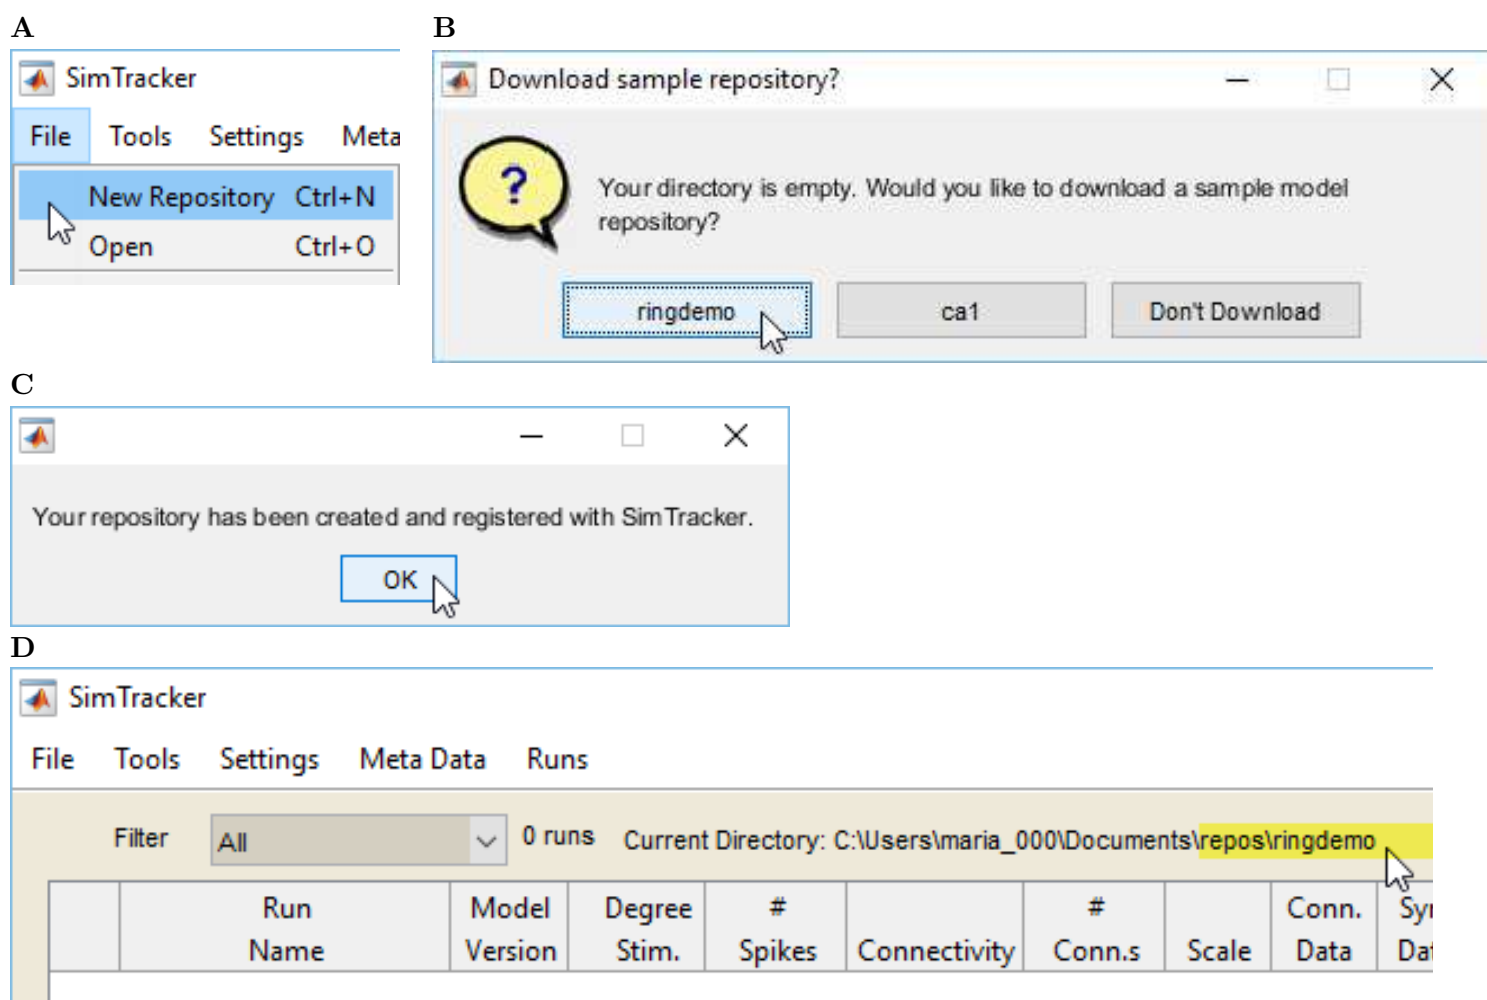 A
SimTracker
File Tools Settings Meta
New Repository Ctrl+N
Open Ctrl+O
B
Download sample repository?
?
Your directory is empty. Would you like to download a sample model
repository?
ringdemo ca1 Don't Download
C
Your repository has been created and registered with SimTracker.
OK
D
SimTracker
File Tools Settings Meta Data Runs
Filter All 0 runs Current Directory: C:\Users\maria_000\Documents\repos\ringdemo
Run Model Degree # # Conn. Syn
Name Version Stim. Spikes Connectivity Conn.s Scale Data Dat